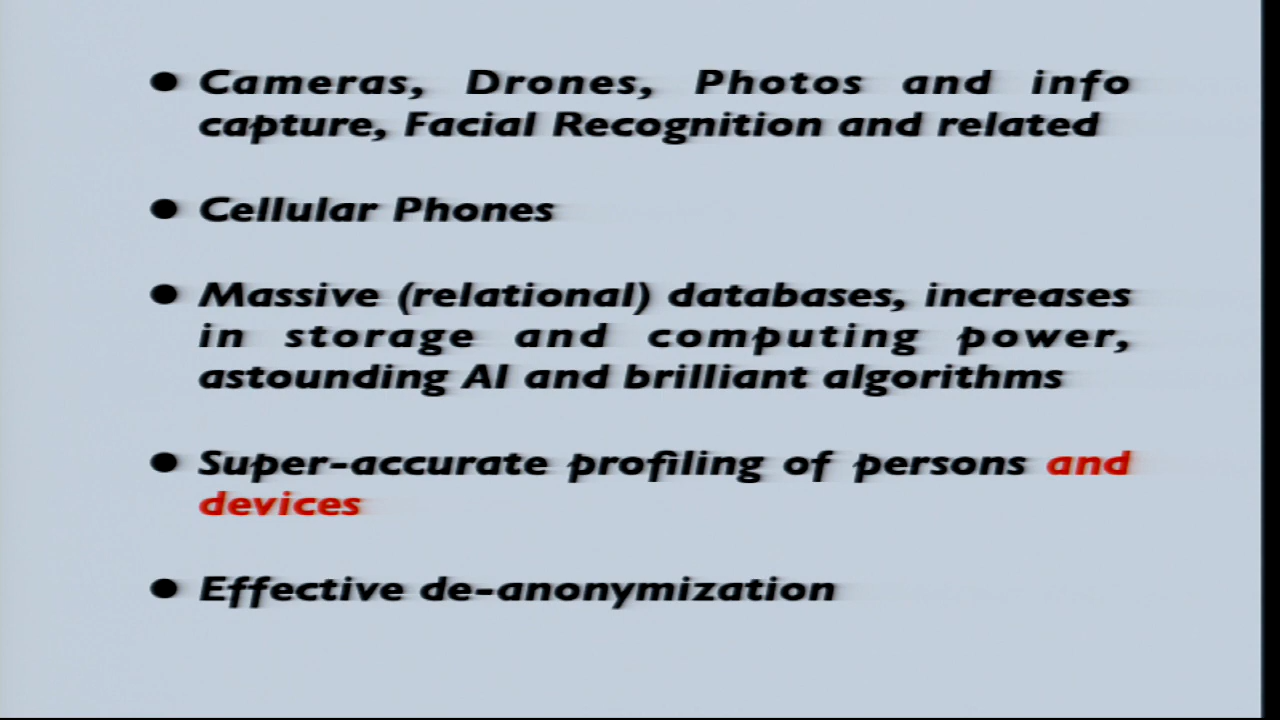 ● Cameras, Drones, Photos and info
capture, Facial Recognition and related
● Cellular Phones
● Massive (relational) databases, increases
in storage and computing power,
astounding AI and brilliant algorithms
● Super-accurate profiling of persons and
devices
● Effective de-anonymization